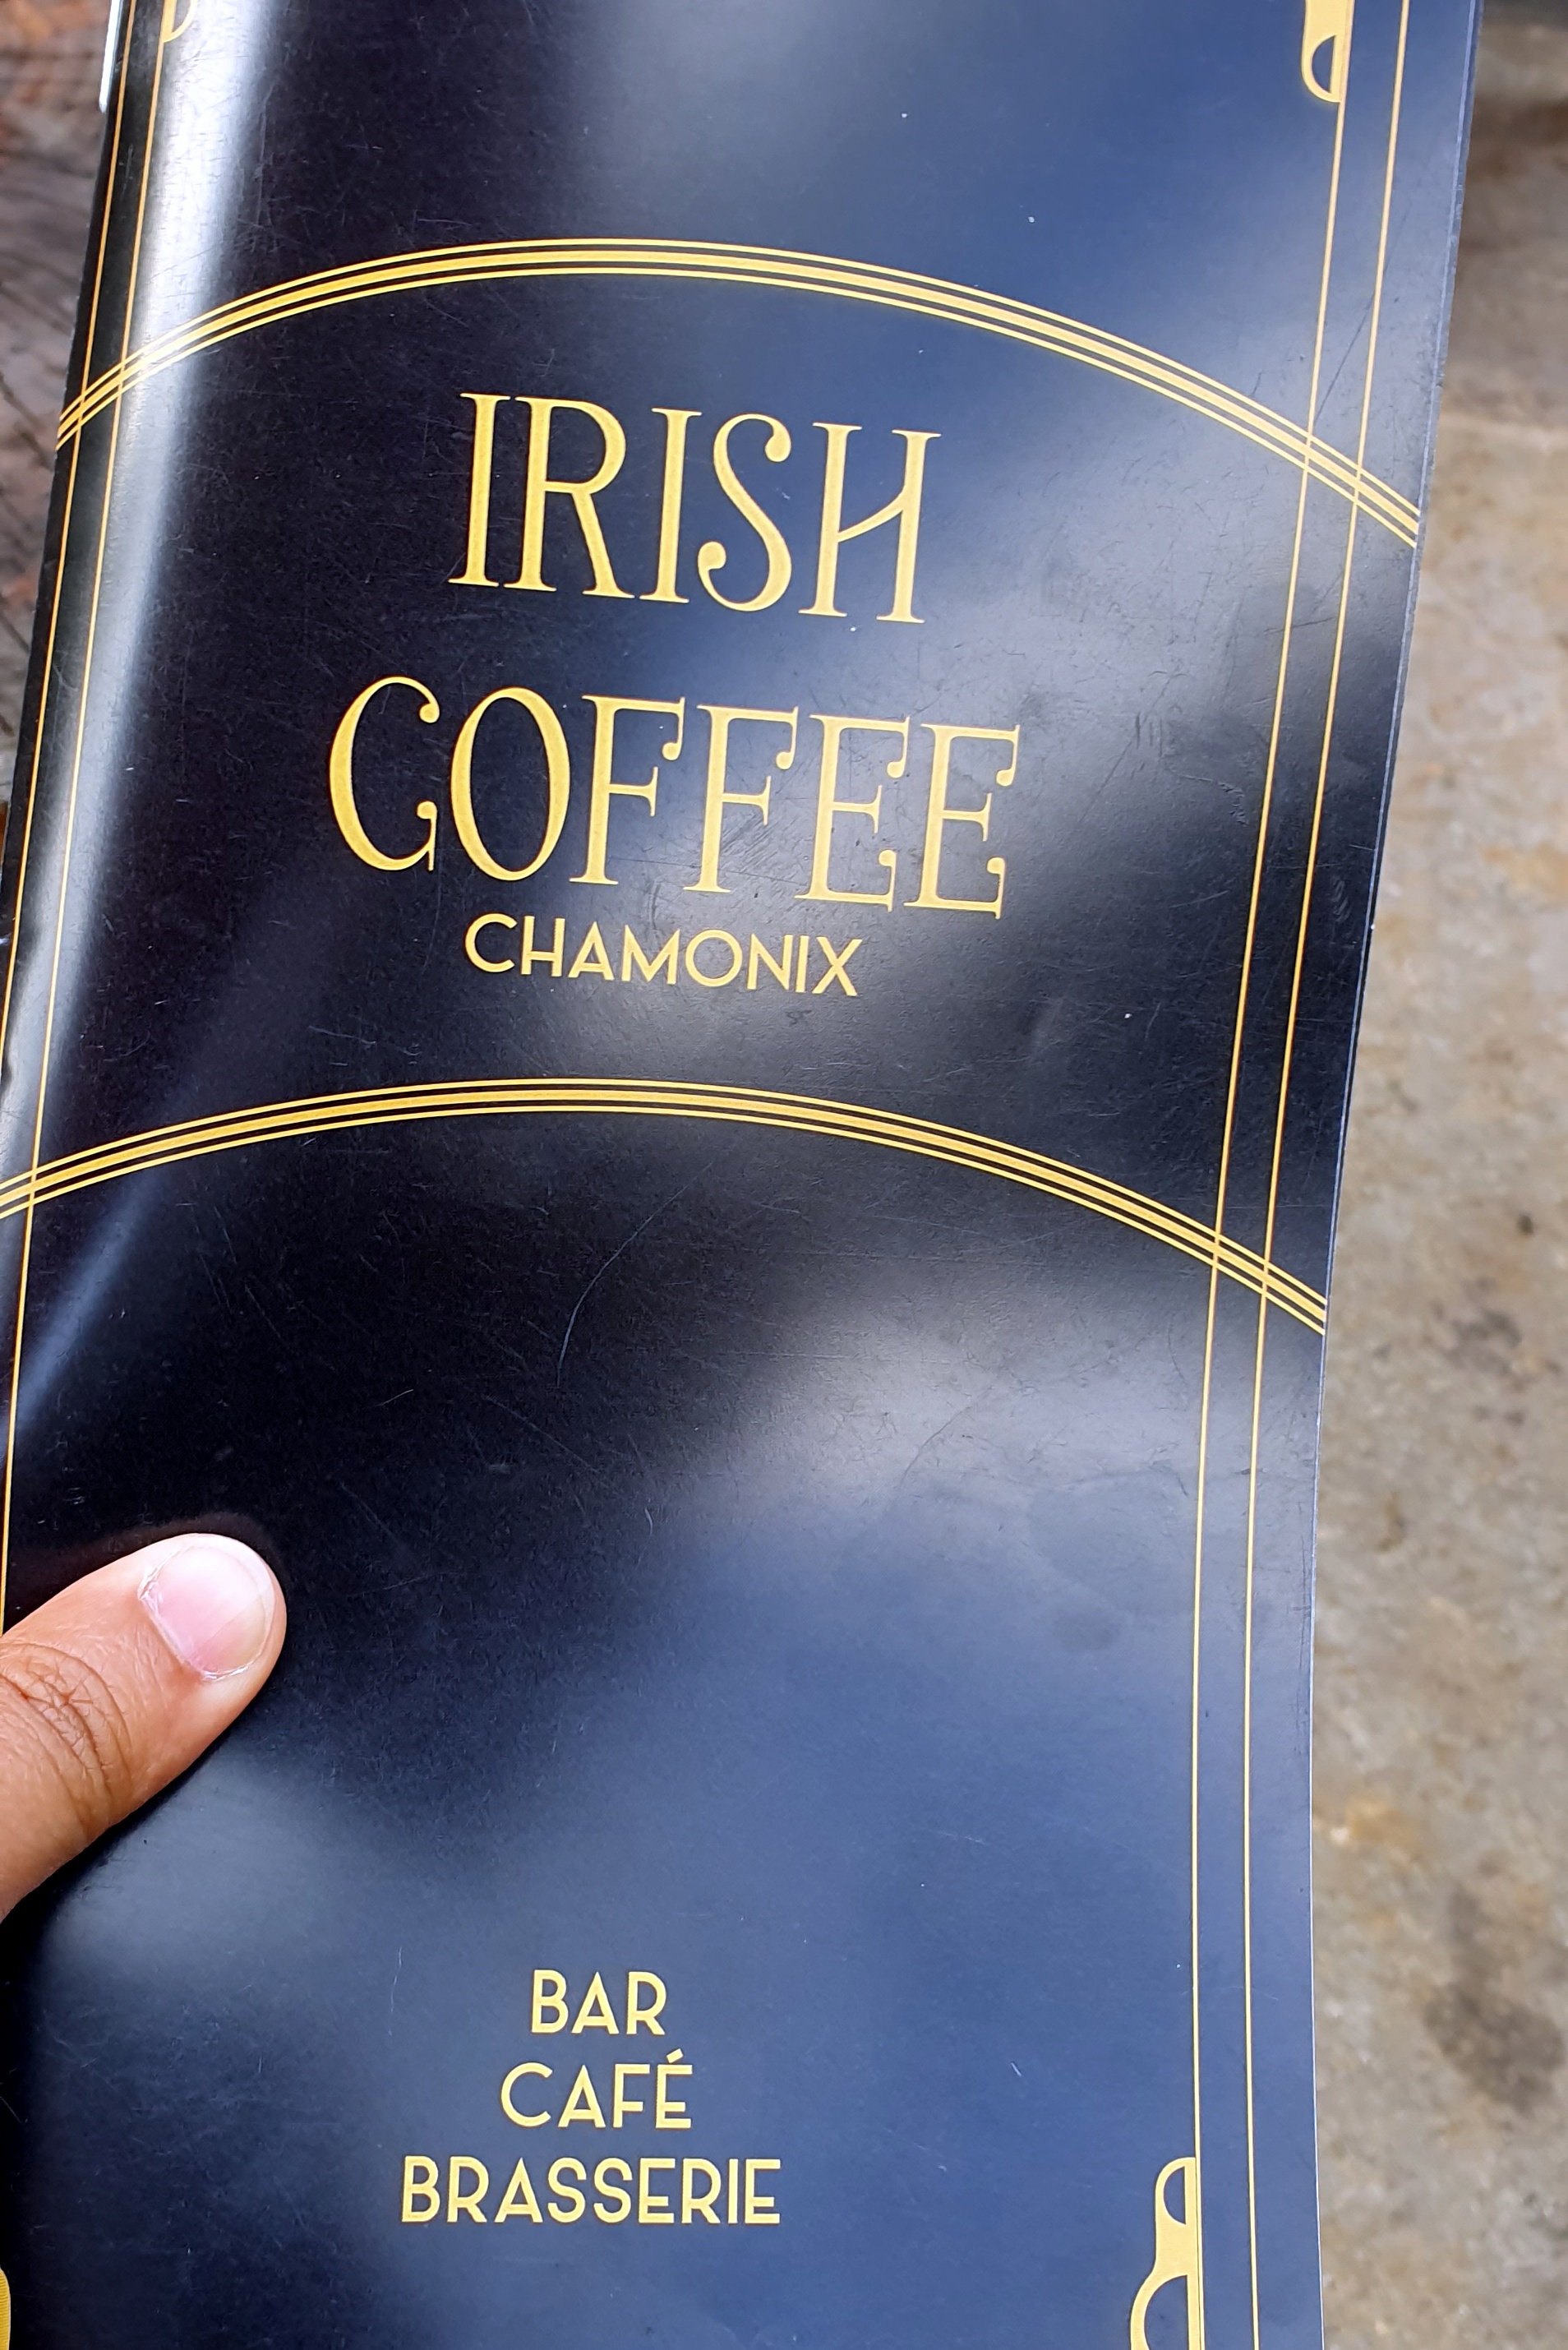 IRISH
COFFEE
CHAMONIX
BAR
CAFÉ
BRASSERIE